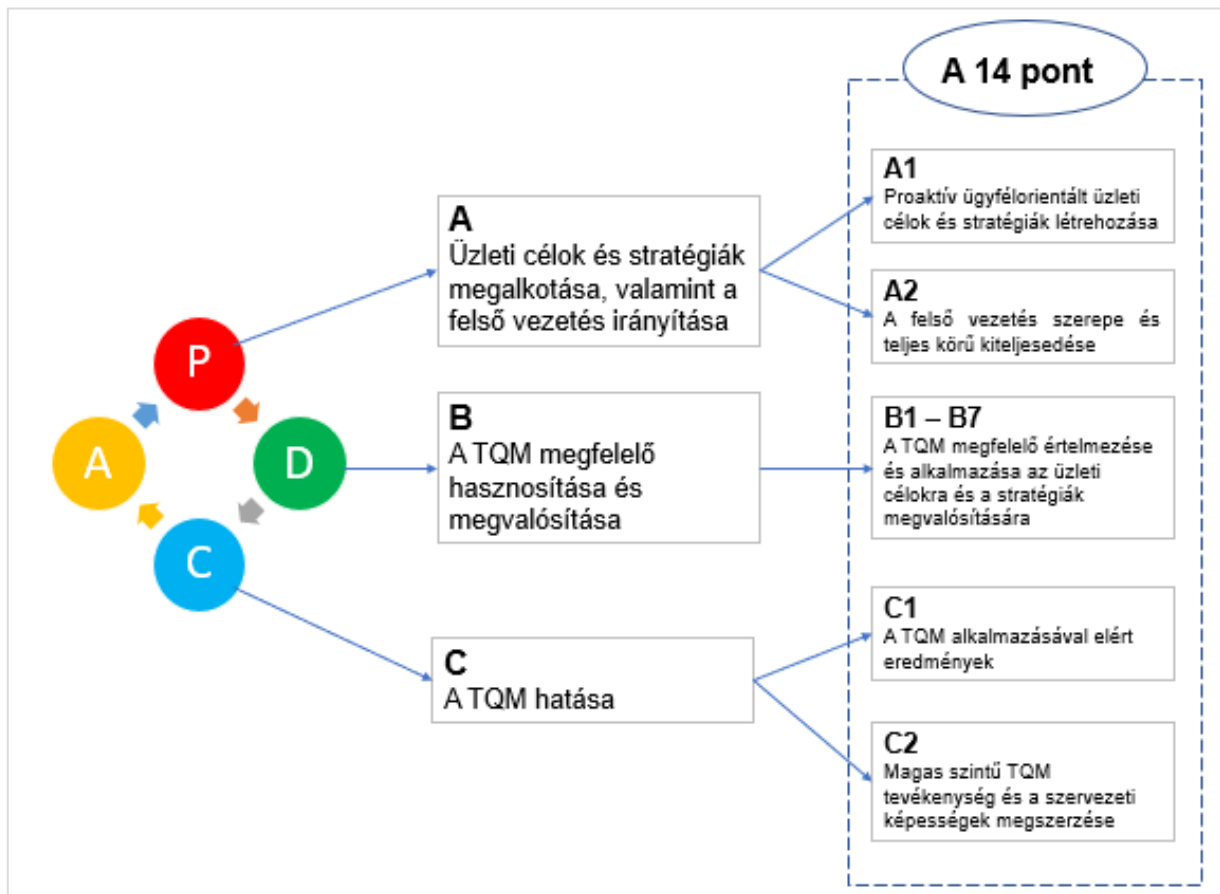 A 14 pont
P
D
C
A
A
Üzleti célok és stratégiák
megalkotása, valamint a
felső vezetés irányítása
B
A TQM megfelelő
hasznosítása és
megvalósítása
C
A TQM hatása
A1
Proaktív ügyfélorientált üzleti
célok és stratégiák létrehozása
A2
A felső vezetés szerepe és
teljes körű kiteljesedése
B1 – B7
A TQM megfelelő értelmezése
és alkalmazása az üzleti
célokra és a stratégiák
megvalósítására
C1
A TQM alkalmazásával elért
eredmények
C2
Magas szintű TQM
tevékenység és a szervezeti
képességek megszerzése